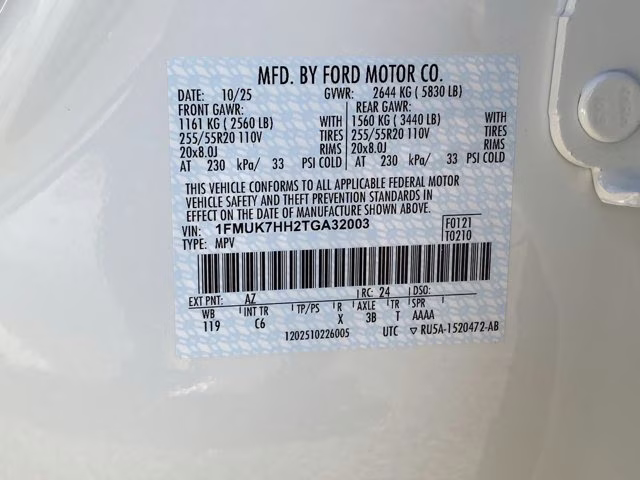 MFD. BY FORD MOTOR CO.
DATE: 10/25 GVWR: 2644 KG ( 5830 LB)
FRONT GAWR: REAR GAWR:
1161 KG ( 2560 LB) WITH 1560 KG ( 3440 LB) WITH
255/55R20 110V TIRES 255/55R20 110V TIRES
20x8.0J RIMS 20x8.0J RIMS
AT 230 kPa/ 33 PSI COLD AT 230 kPa/ 33 PSI COLD
THIS VEHICLE CONFORMS TO ALL APPLICABLE FEDERAL MOTOR
VEHICLE SAFETY AND THEFT PREVENTION STANDARDS IN
EFFECT ON THE DATE OF MANUFACTURE SHOWN ABOVE.
VIN: 1FMUK7HH2TGA32003 F0121
TYPE: MPV T0210
EXT PNT: AZ RC: 24 DSO:
WB INT TR TP/PS R AXLE TR SPR
119 C6 X 3B T AAAA
1202510226005 UTC ▽ RU5A-1520472-AB